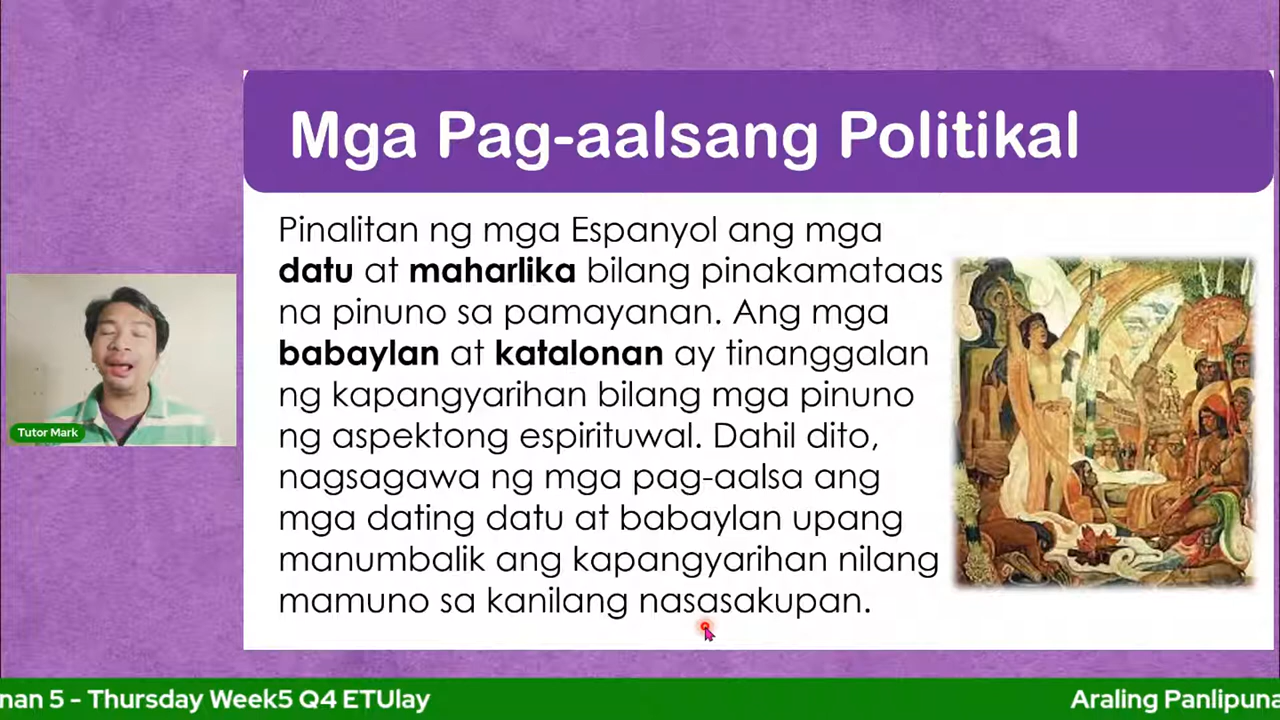 Mga Pag-aalsang Politikal
Pinalitan ng mga Espanyol ang mga
datu at maharlika bilang pinakamataas
na pinuno sa pamayanan. Ang mga
babaylan at katalonan ay tinanggalan
ng kapangyarihan bilang mga pinuno
ng aspektong espirituwal. Dahil dito,
nagsagawa ng mga pag-aalsa ang
mga dating datu at babaylan upang
manumbalik ang kapangyarihan nilang
mamuno sa kanilang nasasakupan.
Tutor Mark
nan 5 - Thursday Week5 Q4 ETUlay
Araling Panlipuna